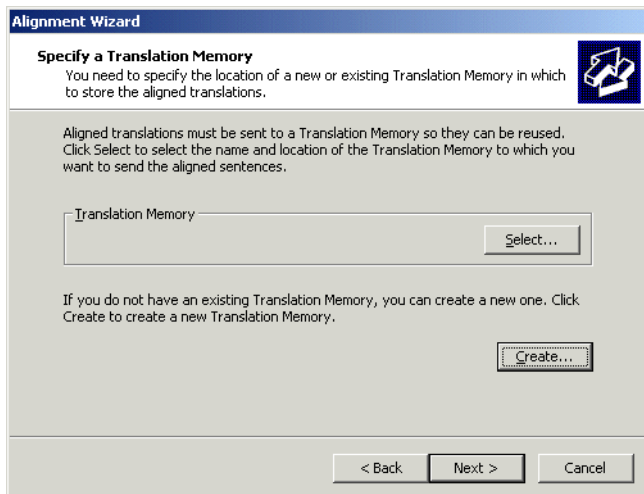 Alignment Wizard
Specify a Translation Memory
You need to specify the location of a new or existing Translation Memory in which
to store the aligned translations.
Aligned translations must be sent to a Translation Memory so they can be reused.
Click Select to select the name and location of the Translation Memory to which you
want to send the aligned sentences.
Translation Memory
Select...
If you do not have an existing Translation Memory, you can create a new one. Click
Create to create a new Translation Memory.
Create...
< Back Next > Cancel